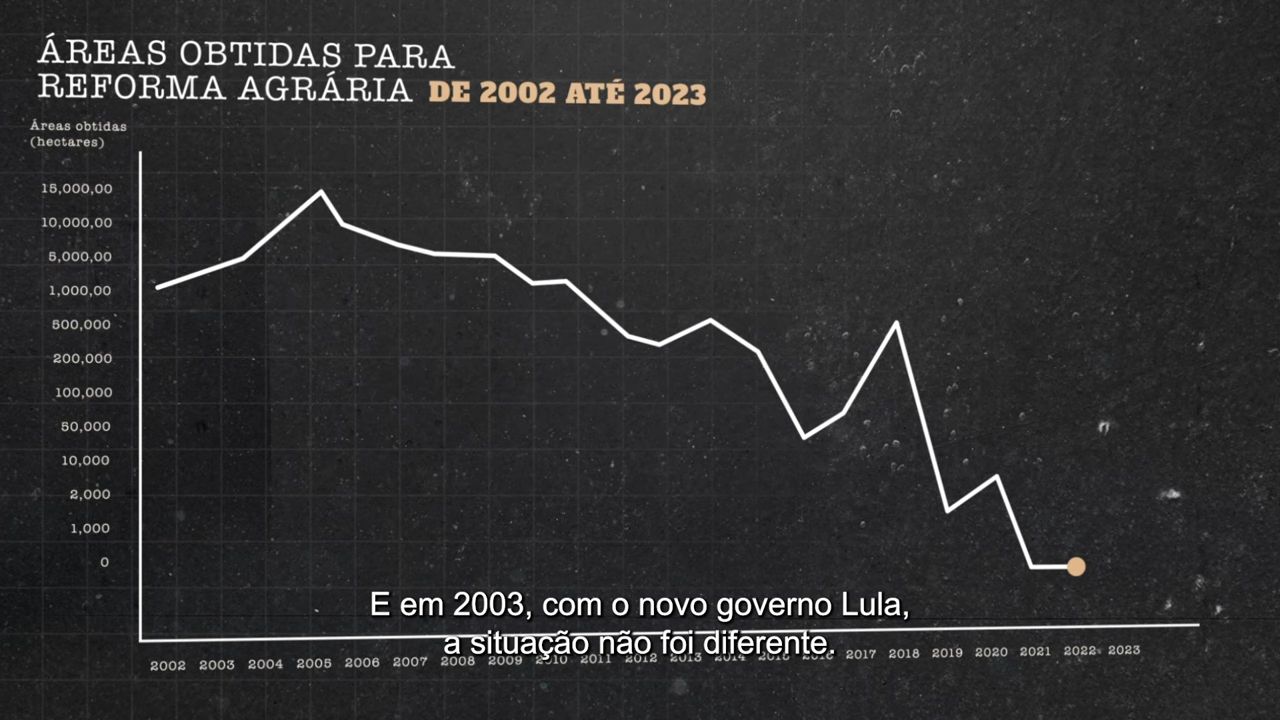 ÁREAS OBTIDAS PARA
REFORMA AGRÁRIA DE 2002 ATÉ 2023
Áreas obtidas
(hectares)
15,000,00
10,000,00
5,000,00
1,000,00
500,000
200,000
100,000
50,000
10,000
2,000
1,000
0
E em 2003, com o novo governo Lula,
a situação não foi diferente.
2002 2003 2004 2005 2006 2007 2008 2009 2010 2011 2012 2013 2014 2015 2016 2017 2018 2019 2020 2021 2022 2023